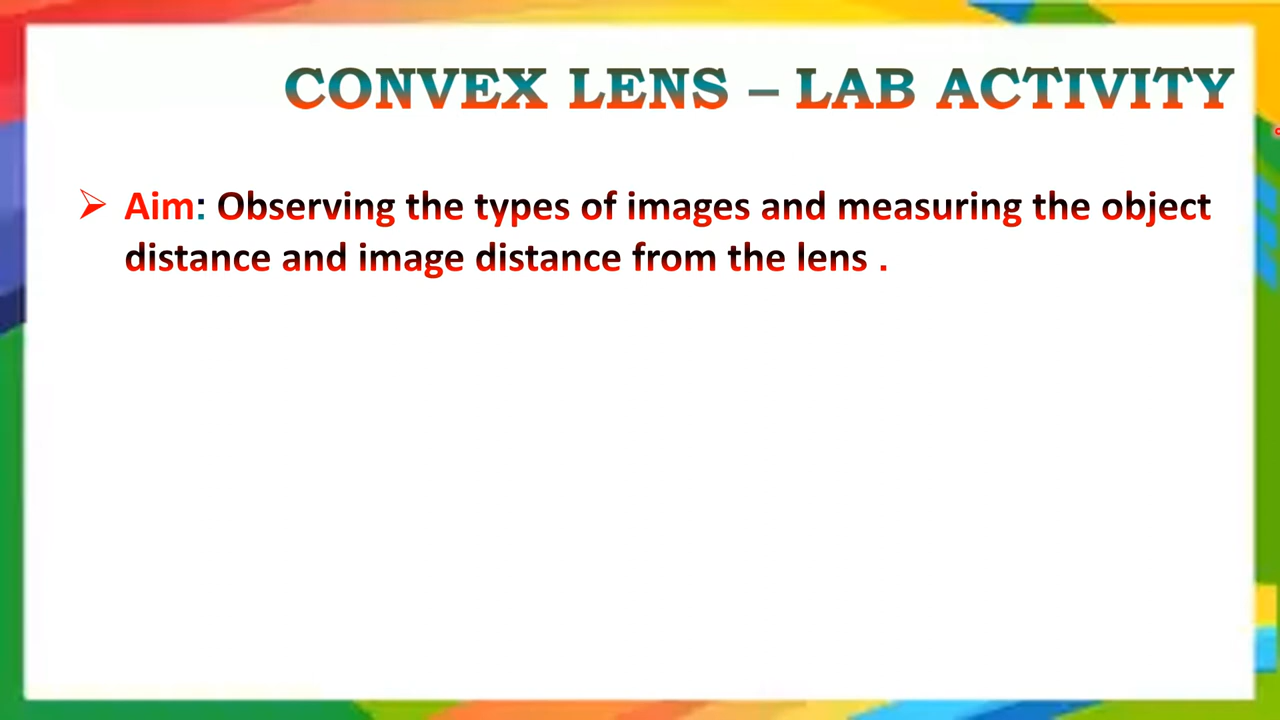 CONVEX LENS – LAB ACTIVITY
Aim: Observing the types of images and measuring the object
distance and image distance from the lens .